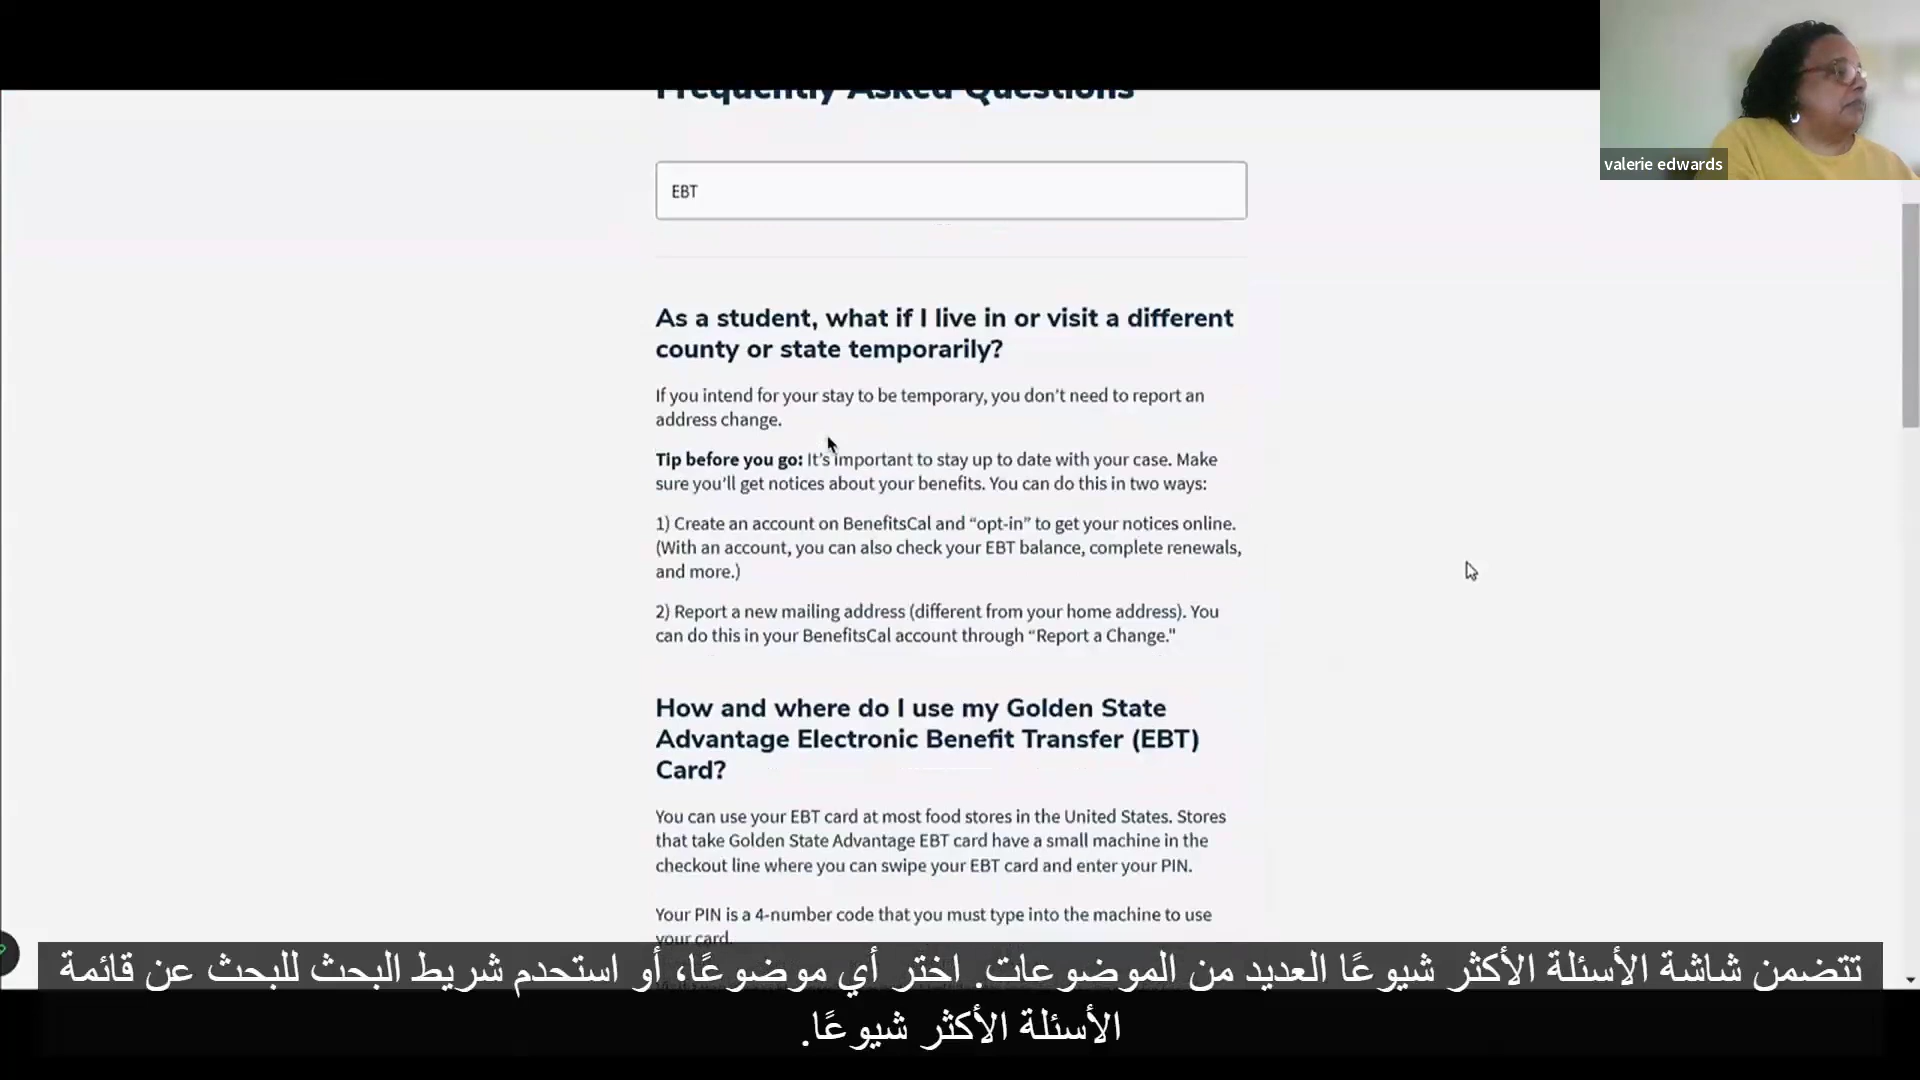 Frequently Asked Questions
valerie edwards
EBT
As a student, what if I live in or visit a different
county or state temporarily?
If you intend for your stay to be temporary, you don't need to report an
address change.
Tip before you go: It's important to stay up to date with your case. Make
sure you'll get notices about your benefits. You can do this in two ways:
1) Create an account on BenefitsCal and “opt-in” to get your notices online.
(With an account, you can also check your EBT balance, complete renewals,
and more.)
2) Report a new mailing address (different from your home address). You
can do this in your BenefitsCal account through “Report a Change."
How and where do I use my Golden State
Advantage Electronic Benefit Transfer (EBT)
Card?
You can use your EBT card at most food stores in the United States. Stores
that take Golden State Advantage EBT card have a small machine in the
checkout line where you can swipe your EBT card and enter your PIN.
Your PIN is a 4-number code that you must type into the machine to use
your card.
تتضمن شاشة الأسئلة الأكثر شيوعًا العديد من الموضوعات. اختر أي موضوعًا، أو استحدم شريط البحث للبحث عن قائمة
الأسئلة الأكثر شيوعًا.